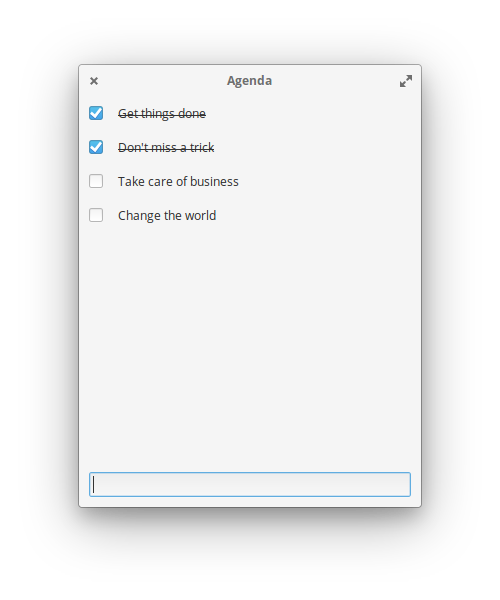 Agenda
Get things done
Don't miss a trick
Take care of business
Change the world